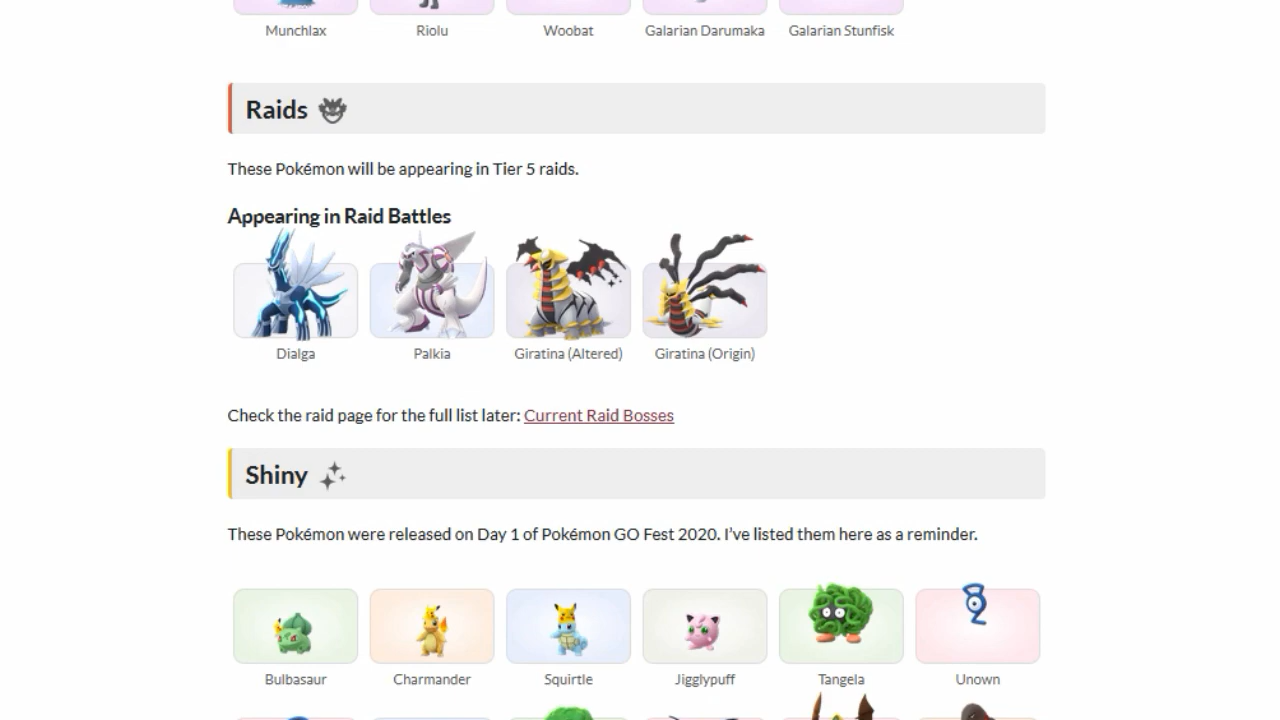 Munchlax Riolu Woobat Galarian Darumaka Galarian Stunfisk
Raids
These Pokémon will be appearing in Tier 5 raids.
Appearing in Raid Battles
Dialga Palkia Giratina (Altered) Giratina (Origin)
Check the raid page for the full list later: Current Raid Bosses
Shiny
These Pokémon were released on Day 1 of Pokémon GO Fest 2020. I've listed them here as a reminder.
Bulbasaur Charmander Squirtle Jigglypuff Tangela Unown